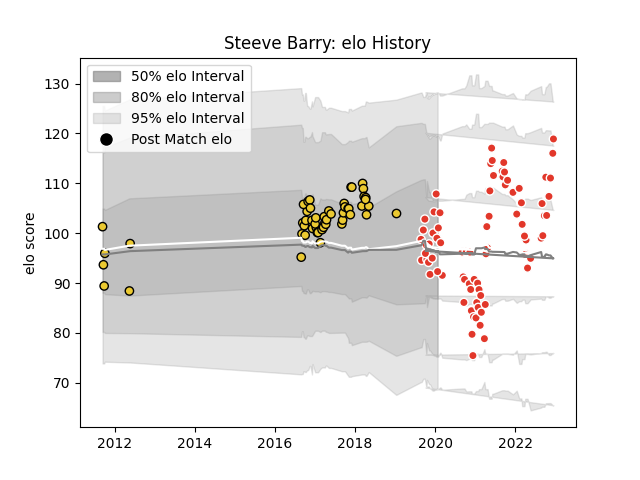 Steeve Barry: elo History
50% elo Interval
80% elo Interval
95% elo Interval
Post Match elo
elo score
130
120
110
100
90
80
70
2012
2014
2016
2018
2020
2022